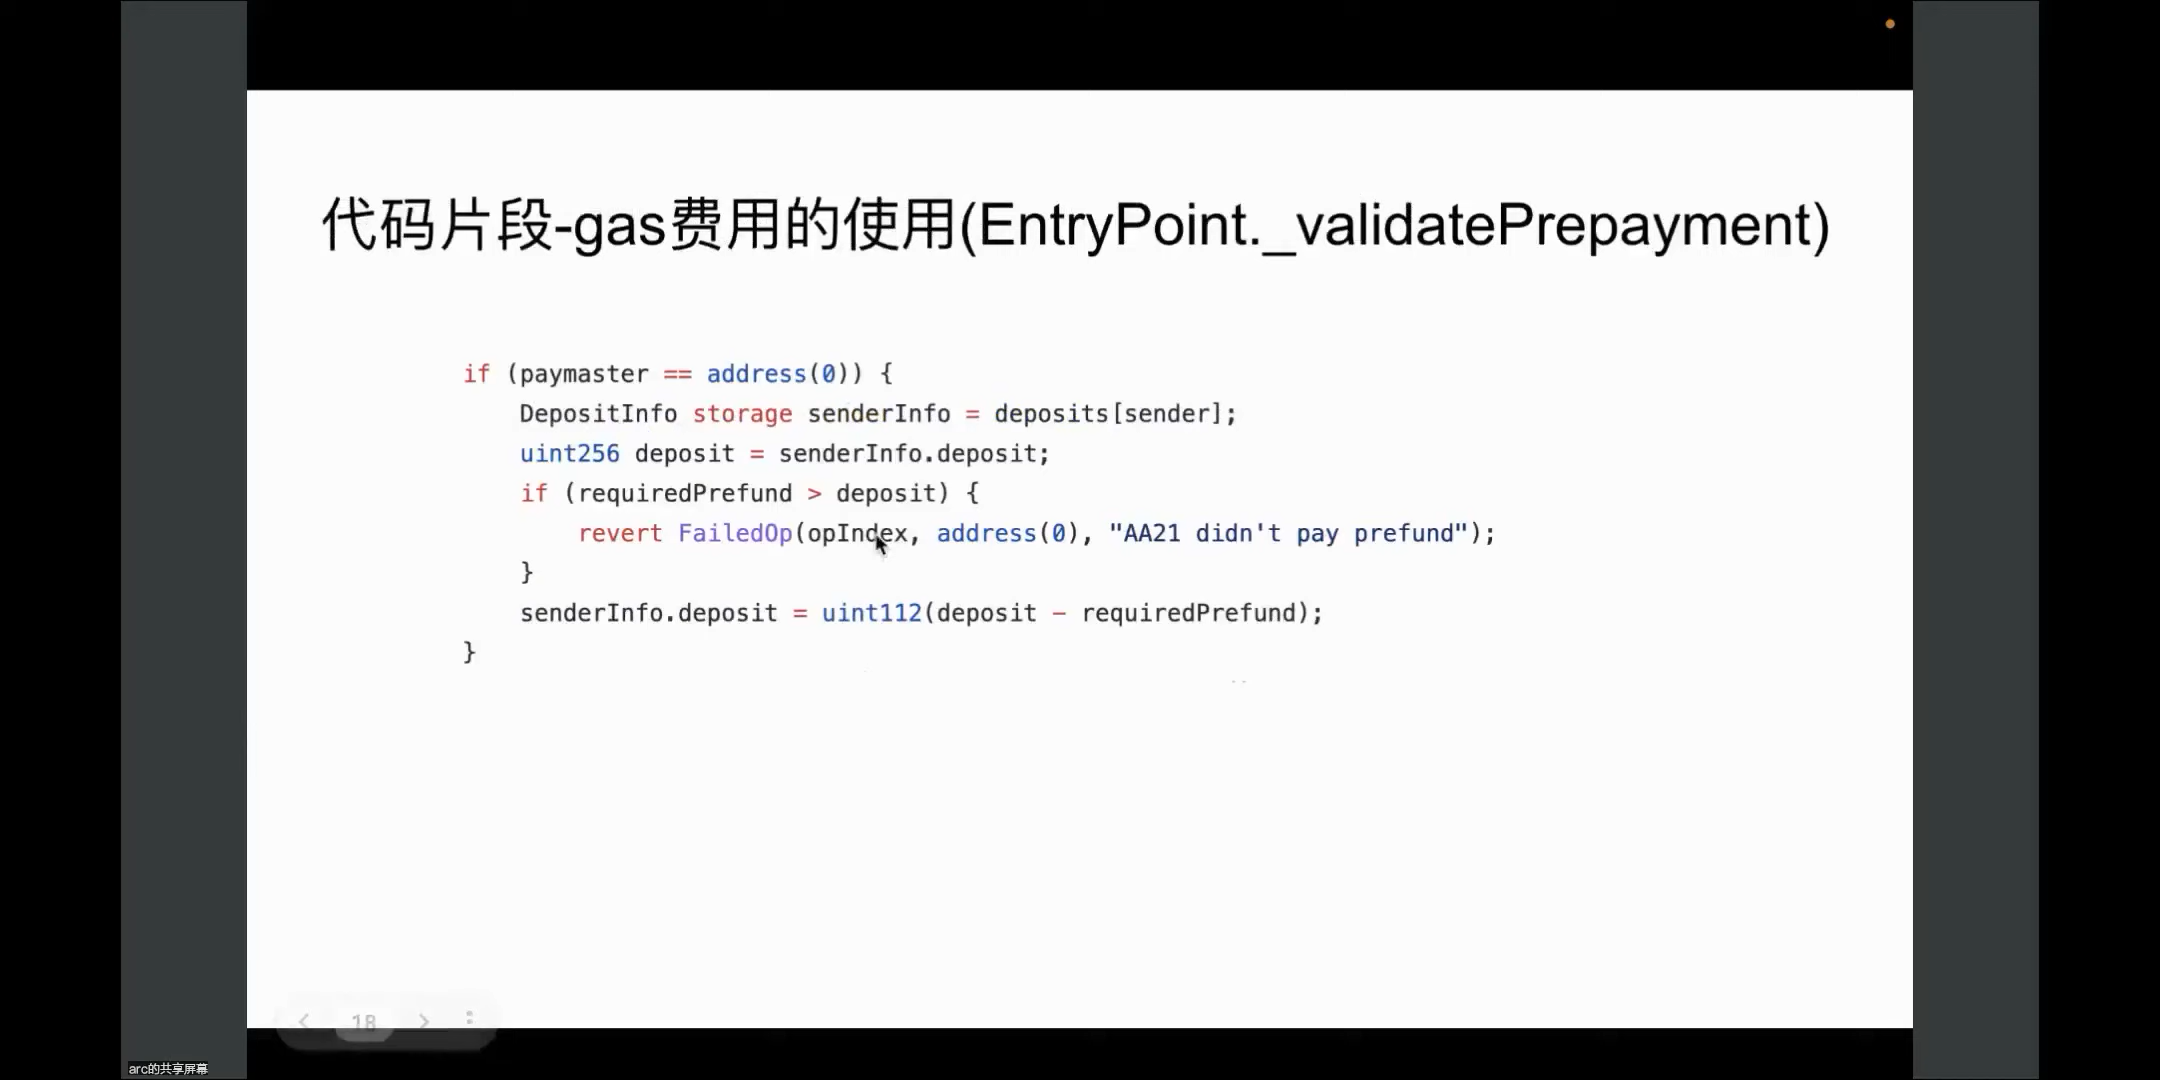 代码片段-gas费用的使用(EntryPoint._validatePrepayment)
if (paymaster == address(0)) {
DepositInfo storage senderInfo = deposits[sender];
uint256 deposit = senderInfo.deposit;
if (requiredPrefund > deposit) {
revert FailedOp(opIndex, address(0), "AA21 didn't pay prefund");
}
senderInfo.deposit = uint112(deposit - requiredPrefund);
}
18
arc的共享屏幕